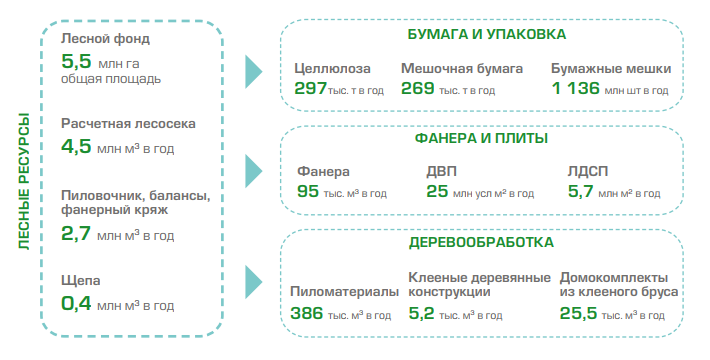 ЛЕСНЫЕ РЕСУРСЫ
Лесной фонд
5,5 млн га
общая площадь
Расчетная лесосека
4,5 млн м³ в год
Пиловочник, балансы,
фанерный кряж
2,7 млн м³ в год
Щепа
0,4 млн м³ в год
БУМАГА И УПАКОВКА
Целлюлоза
297 тыс. т в год
Мешочная бумага
269 тыс. т в год
Бумажные мешки
1 136 млн шт в год
ФАНЕРА И ПЛИТЫ
Фанера
95 тыс. м³ в год
ДВП
25 млн усл м² в год
ЛДСП
5,7 млн м² в год
ДЕРЕВООБРАБОТКА
Пиломатериалы
386 тыс. м³ в год
Клееные деревянные
конструкции
5,2 тыс. м³ в год
Домокомплекты
из клееного бруса
25,5 тыс. м³ в год